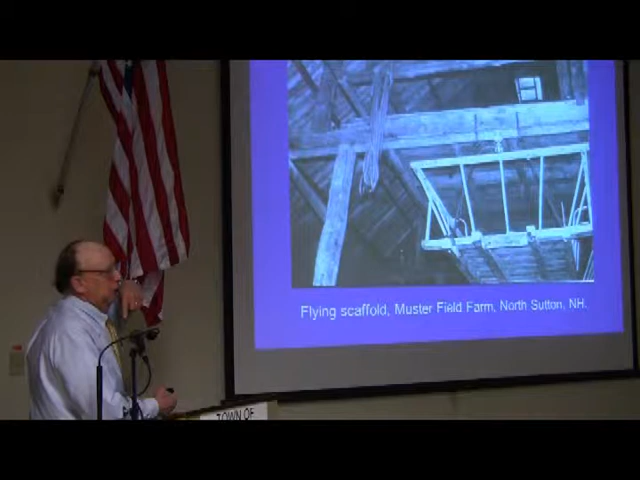 Flying scaffold, Muster Field Farm, North Sutton, NH.
TOWN OF